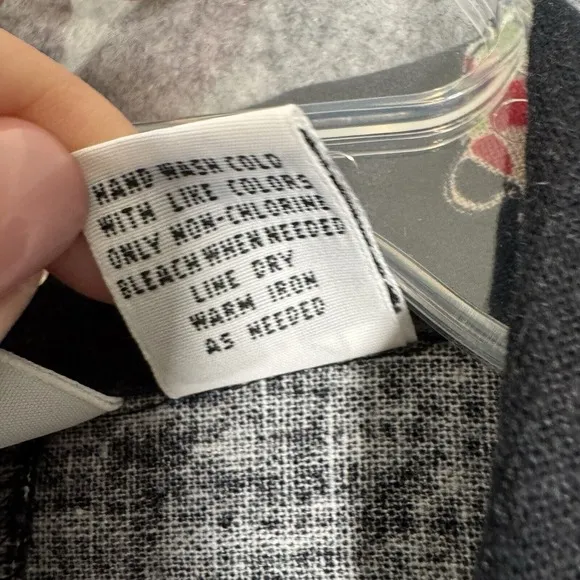 HAND WASH COLD
WITH LIKE COLORS
ONLY NON-CHLORINE
BLEACH WHEN NEEDED
LINE DRY
WARM IRON
AS NEEDED